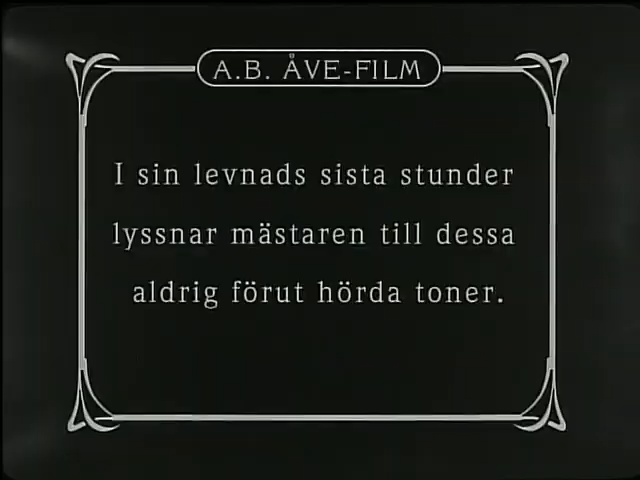 A.B. ÅVE-FILM
I sin levnads sista stunder
lyssnar mästaren till dessa
aldrig förut hörda toner.